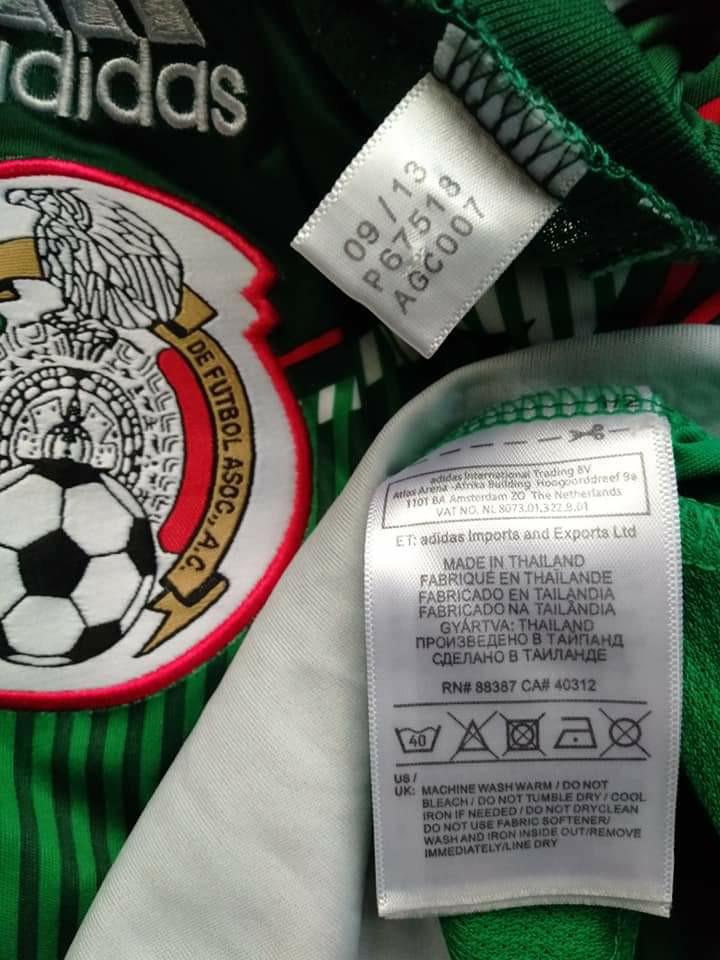 adidas
DE FUTBOL ASOC., A.C.
09 / 13
P67518
AGC007
adidas International Trading BV
Atlas Arena -Afrika Building Hoogoorddreef 9a
1101 BA Amsterdam ZO The Netherlands
VAT NO. NL 8073.01.322.B.01
ET: adidas Imports and Exports Ltd
MADE IN THAILAND
FABRIQUÉ EN THAÏLANDE
FABRICADO EN TAILANDIA
FABRICADO NA TAILÂNDIA
GYÁRTVA: THAILAND
ПРОИЗВЕДЕНО В ТАИЛАНД
СДЕЛАНО В ТАИЛАНДЕ
RN# 88387 CA# 40312
40
US /
UK: MACHINE WASH WARM / DO NOT
BLEACH / DO NOT TUMBLE DRY / COOL
IRON IF NEEDED / DO NOT DRYCLEAN
DO NOT USE FABRIC SOFTENER/
WASH AND IRON INSIDE OUT/REMOVE
IMMEDIATELY/LINE DRY